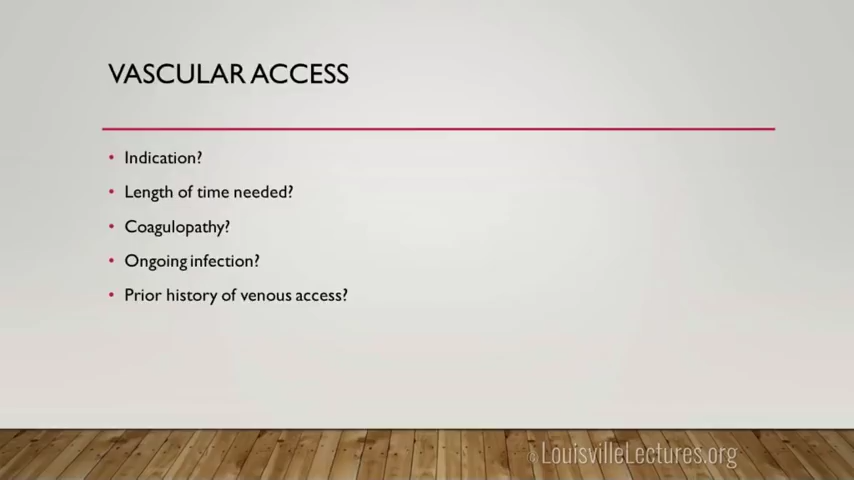 VASCULAR ACCESS
• Indication?
• Length of time needed?
• Coagulopathy?
• Ongoing infection?
• Prior history of venous access?
© LouisvilleLectures.org